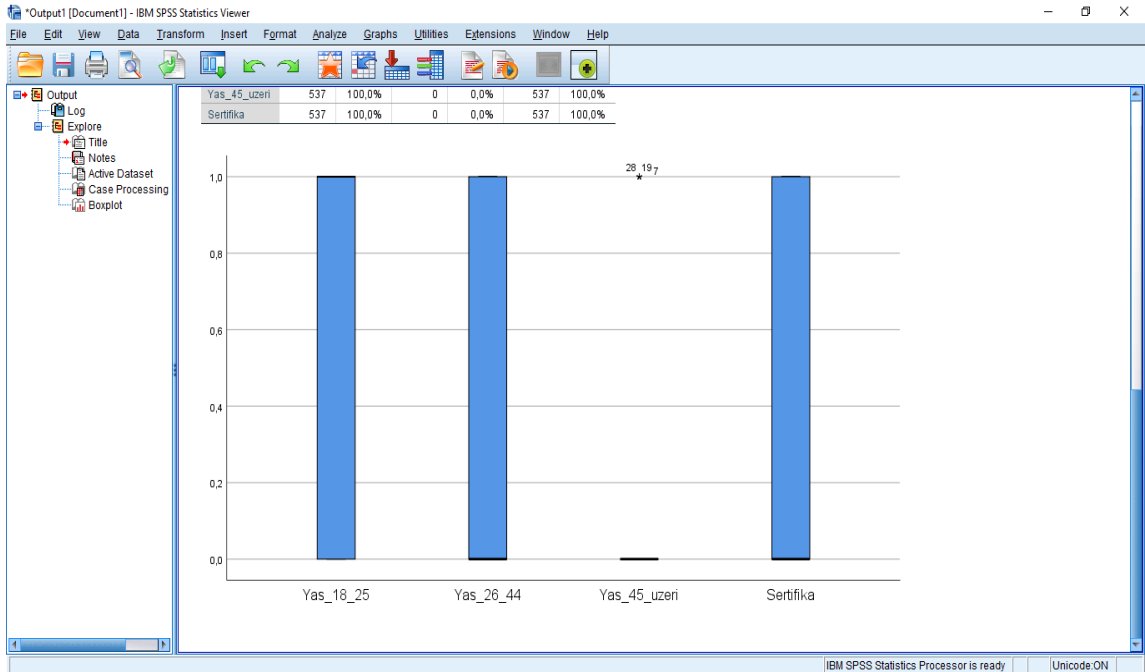 *Output1 [Document1] - IBM SPSS Statistics Viewer
File Edit View Data Transform Insert Format Analyze Graphs Utilities Extensions Window Help
Output
Log
Explore
Title
Notes
Active Dataset
Case Processing
Boxplot
Yas_45_uzeri 537 100,0% 0 0,0% 537 100,0%
Sertifika 537 100,0% 0 0,0% 537 100,0%
28 19 7
1,0
0,8
0,6
0,4
0,2
0,0
Yas_18_25 Yas_26_44 Yas_45_uzeri Sertifika
IBM SPSS Statistics Processor is ready Unicode:ON